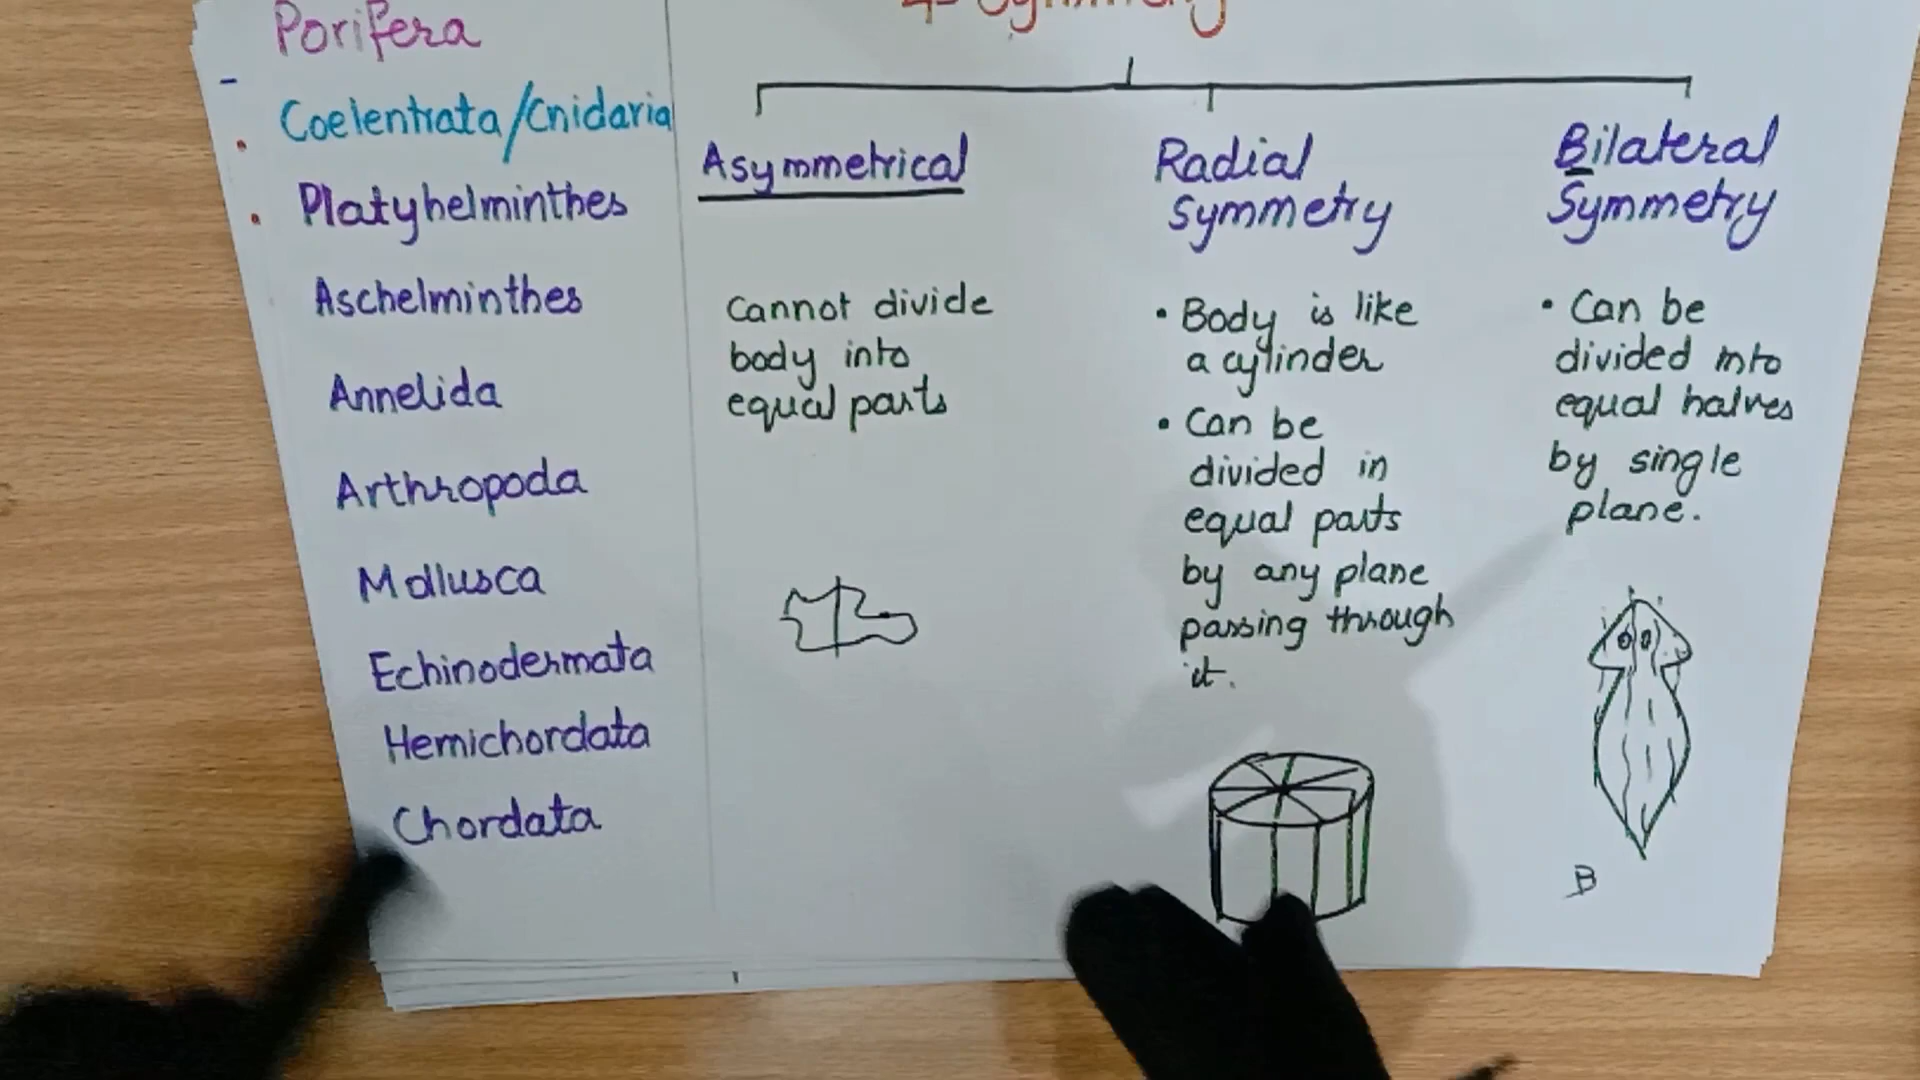 Porifera
Coelentrata/Cnidaria
Platyhelminthes
Aschelminthes
Annelida
Arthropoda
Mollusca
Echinodermata
Hemichordata
Chordata
Symmetry
Asymmetrical
Cannot divide
body into
equal parts
Radial
Symmetry
• Body is like
a cylinder
• Can be
divided in
equal parts
by any plane
passing through
it.
Bilateral
Symmetry
• Can be
divided into
equal halves
by single
plane.
B